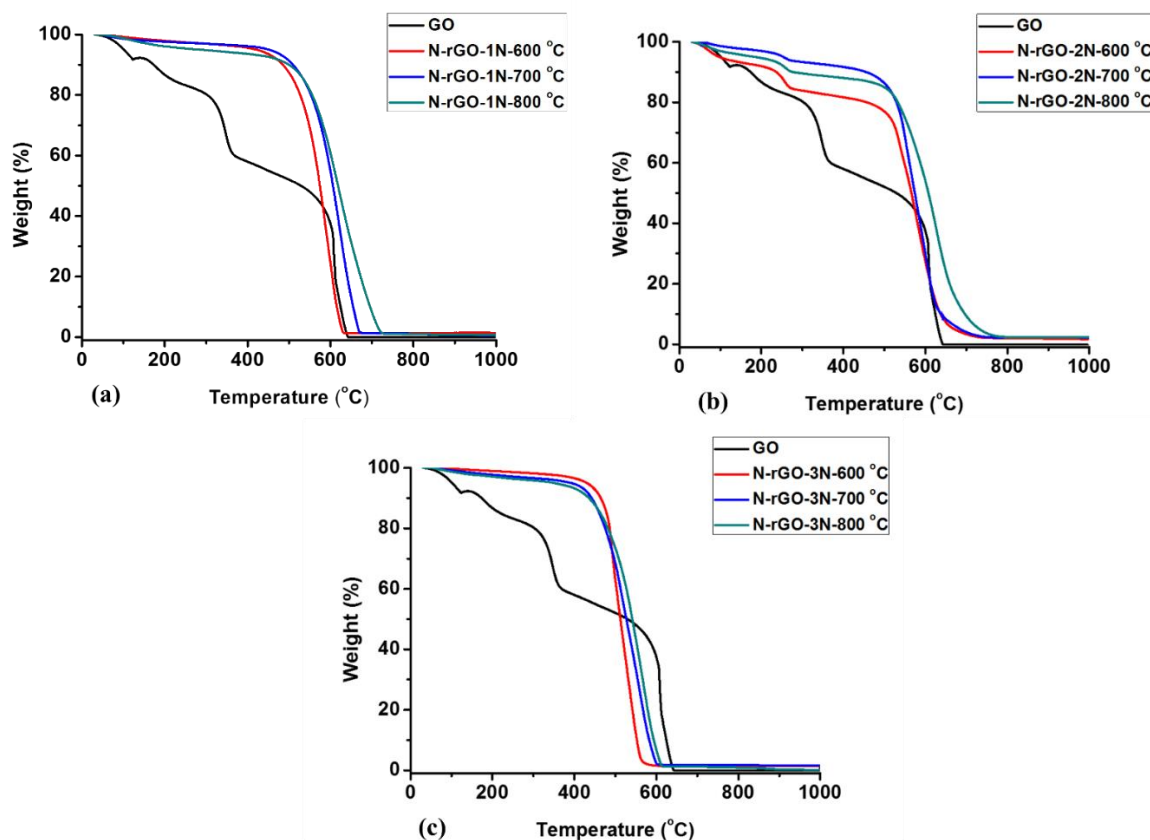 GO
N-rGO-1N-600 °C
N-rGO-1N-700 °C
N-rGO-1N-800 °C
Weight (%)
100
80
60
40
20
0
0 200 400 600 800 1000
(a)
Temperature (°C)
GO
N-rGO-2N-600 °C
N-rGO-2N-700 °C
N-rGO-2N-800 °C
Weight (%)
100
80
60
40
20
0
0 200 400 600 800 1000
(b)
Temperature (°C)
GO
N-rGO-3N-600 °C
N-rGO-3N-700 °C
N-rGO-3N-800 °C
Weight (%)
100
80
60
40
20
0
0 200 400 600 800 1000
(c)
Temperature (°C)